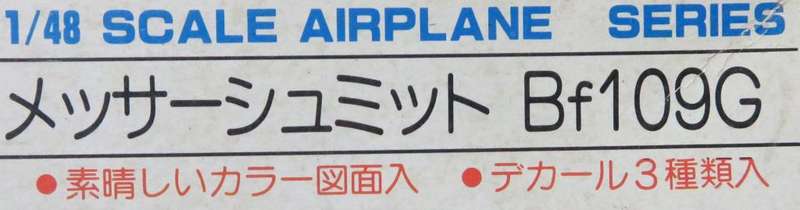 1/48 SCALE AIRPLANE SERIES
メッサーシュミット Bf109G
●素晴しいカラー図面入 ●デカール3種類入